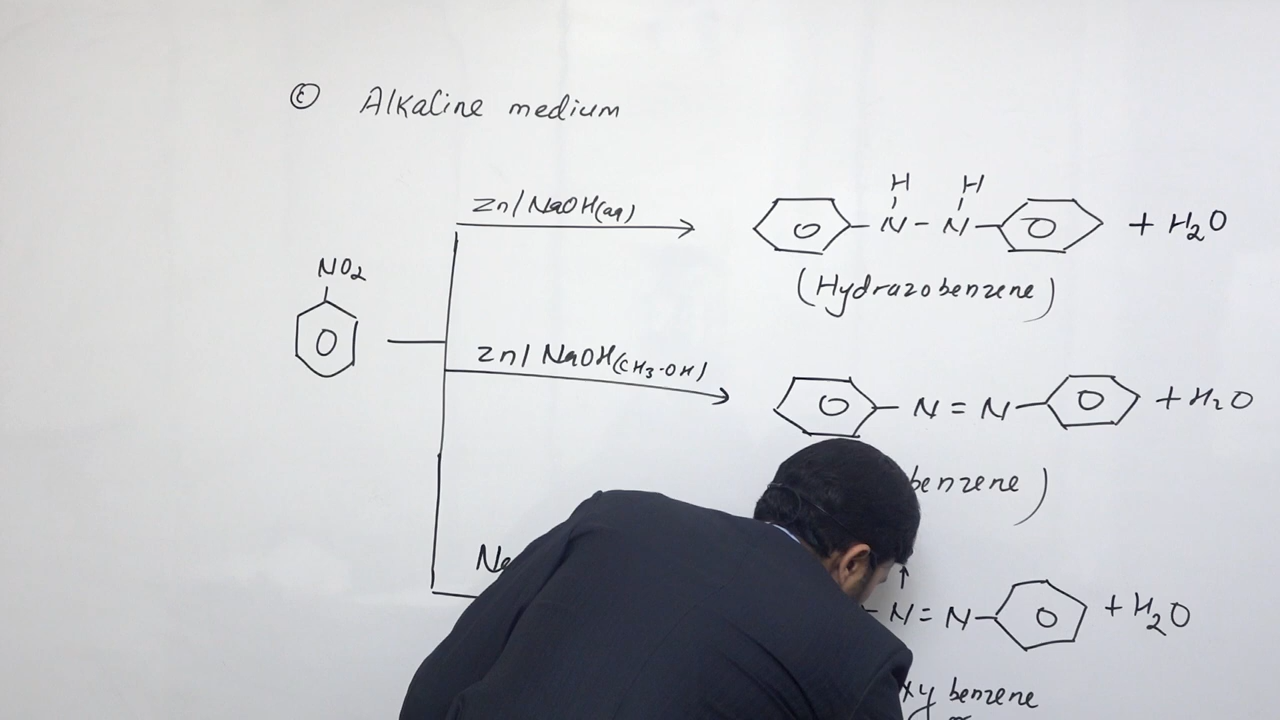 Ⓔ Alkaline medium
Zn/NaOH(aq)
H H
N - N + H2O
NO2
(Hydrazobenzene)
Zn/NaOH(CH3-OH)
N = N + H2O
benzene)
N = N + H2O
xy benzene